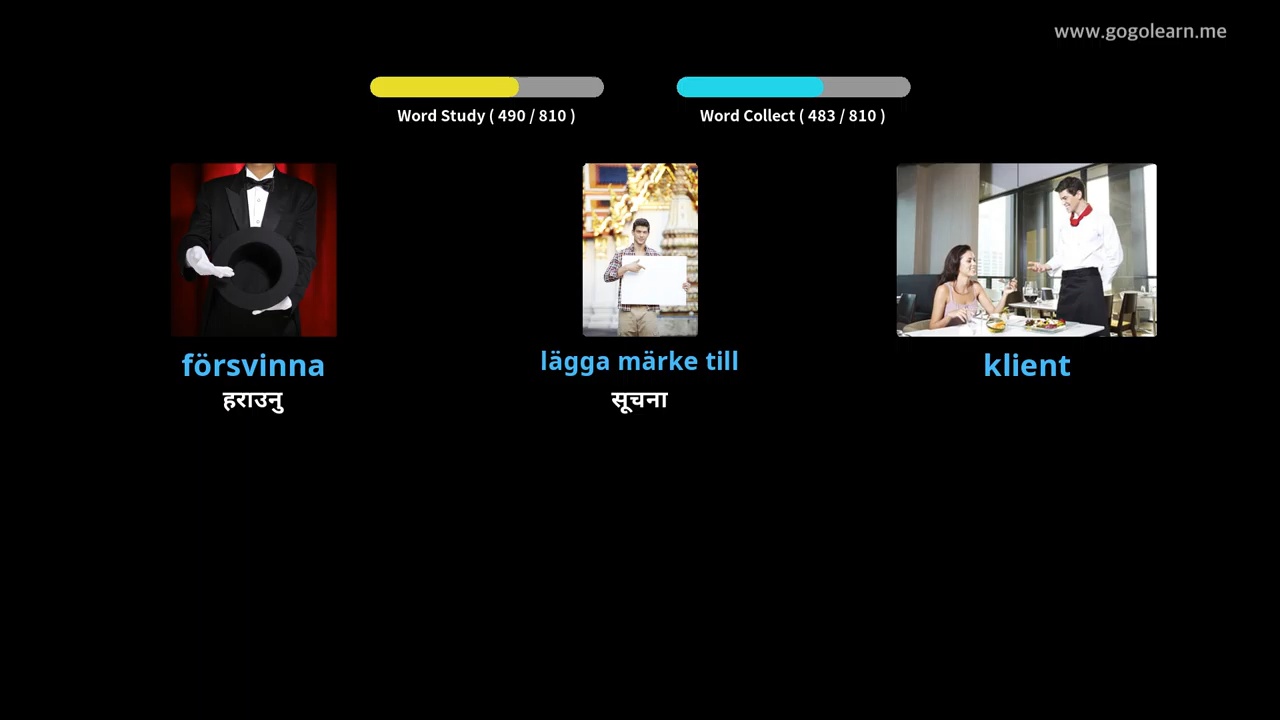 www.gogolearn.me
Word Study ( 490 / 810 )
Word Collect ( 483 / 810 )
försvinna
lägga märke till
klient
हराउनु
सूचना